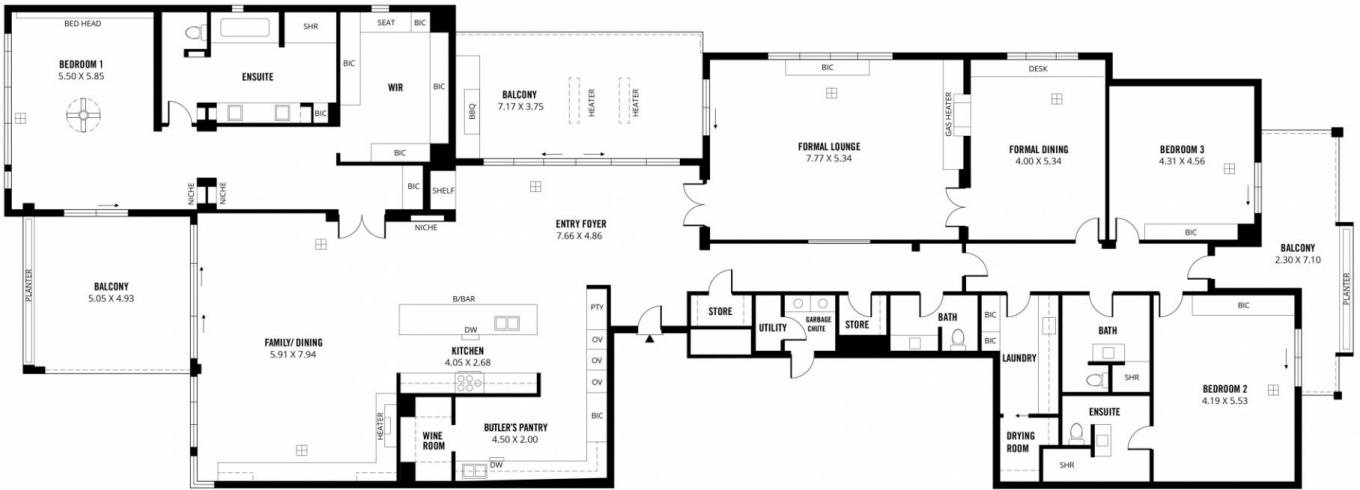 BED HEAD
BEDROOM 1
5.50 X 5.85
ENSUITE
SHR
BIC
SEAT
BIC
BIC
WIR
BIC
BIC
BIC
NICHE
NICHE
SHELF
NICHE
BALCONY
7.17 X 3.75
BBQ
HEATER
HEATER
BIC
FORMAL LOUNGE
7.77 X 5.34
GAS HEATER
DESK
FORMAL DINING
4.00 X 5.34
BEDROOM 3
4.31 X 4.56
BIC
BALCONY
2.30 X 7.10
PLANTER
ENTRY FOYER
7.66 X 4.86
PLANTER
BALCONY
5.05 X 4.93
FAMILY/ DINING
5.91 X 7.94
B/BAR
DW
KITCHEN
4.05 X 2.68
PTY
OV
OV
OV
BIC
HEATER
WINE
ROOM
BUTLER'S PANTRY
4.50 X 2.00
DW
STORE
UTILITY
GARBAGE
CHUTE
STORE
BATH
BIC
BIC
LAUNDRY
DRYING
ROOM
BATH
SHR
ENSUITE
SHR
BIC
BEDROOM 2
4.19 X 5.53